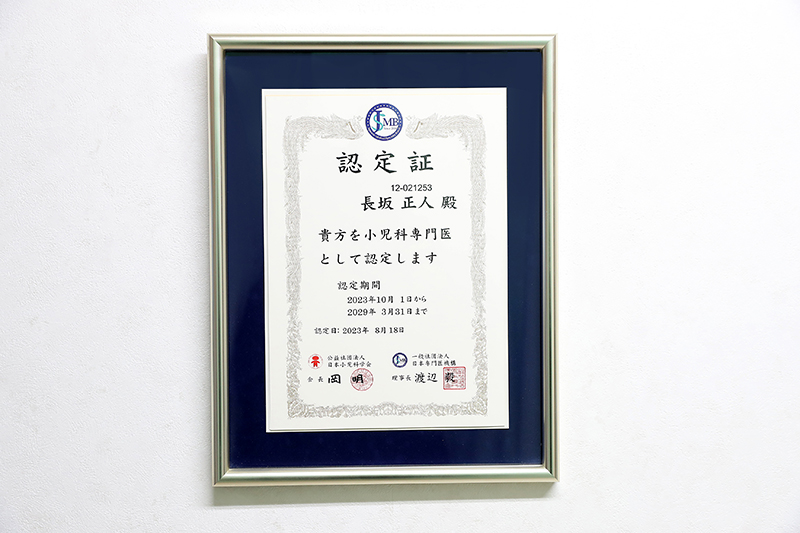 JSMB
認定証
12-021253
長坂 正人 殿
貴方を小児科専門医
として認定します
認定期間
2023年10月 1日から
2029年 3月31日まで
認定日：2023年 8月18日
公益社団法人
日本小児科学会
会長 岡 明
一般社団法人
日本専門医機構
理事長 渡辺 毅